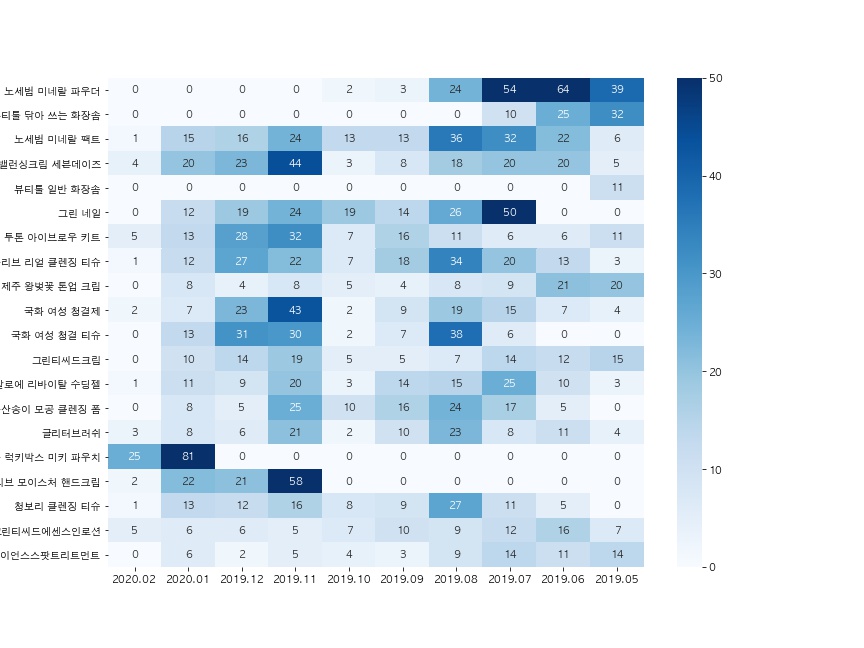 노세범 미네랄 파우더 0 0 0 0 2 3 24 54 64 39
뷰티툴 닦아 쓰는 화장솜 0 0 0 0 0 0 0 10 25 32
노세범 미네랄 팩트 1 15 16 24 13 13 36 32 22 6
밸런싱크림 세븐데이즈 4 20 23 44 3 8 18 20 20 5
뷰티툴 일반 화장솜 0 0 0 0 0 0 0 0 0 11
그린 네일 0 12 19 24 19 14 26 50 0 0
투톤 아이브로우 키트 5 13 28 32 7 16 11 6 6 11
리브 리얼 클렌징 티슈 1 12 27 22 7 18 34 20 13 3
제주 왕벚꽃 톤업 크림 0 8 4 8 5 4 8 9 21 20
국화 여성 청결제 2 7 23 43 2 9 19 15 7 4
국화 여성 청결 티슈 0 13 31 30 2 7 38 6 0 0
그린티씨드크림 0 10 14 19 5 5 7 14 12 15
알로에 리바이탈 수딩젤 1 11 9 20 3 14 15 25 10 3
산송이 모공 클렌징 폼 0 8 5 25 10 16 24 17 5 0
글리터브러쉬 3 8 6 21 2 10 23 8 11 4
럭키박스 미키 파우치 25 81 0 0 0 0 0 0 0 0
리브 모이스처 핸드크림 2 22 21 58 0 0 0 0 0 0
청보리 클렌징 티슈 1 13 12 16 8 9 27 11 5 0
그린티씨드에센스인로션 5 6 6 5 7 10 9 12 16 7
이언스스팟트리트먼트 0 6 2 5 4 3 9 14 11 14
2020.02 2020.01 2019.12 2019.11 2019.10 2019.09 2019.08 2019.07 2019.06 2019.05
50
40
30
20
10
0